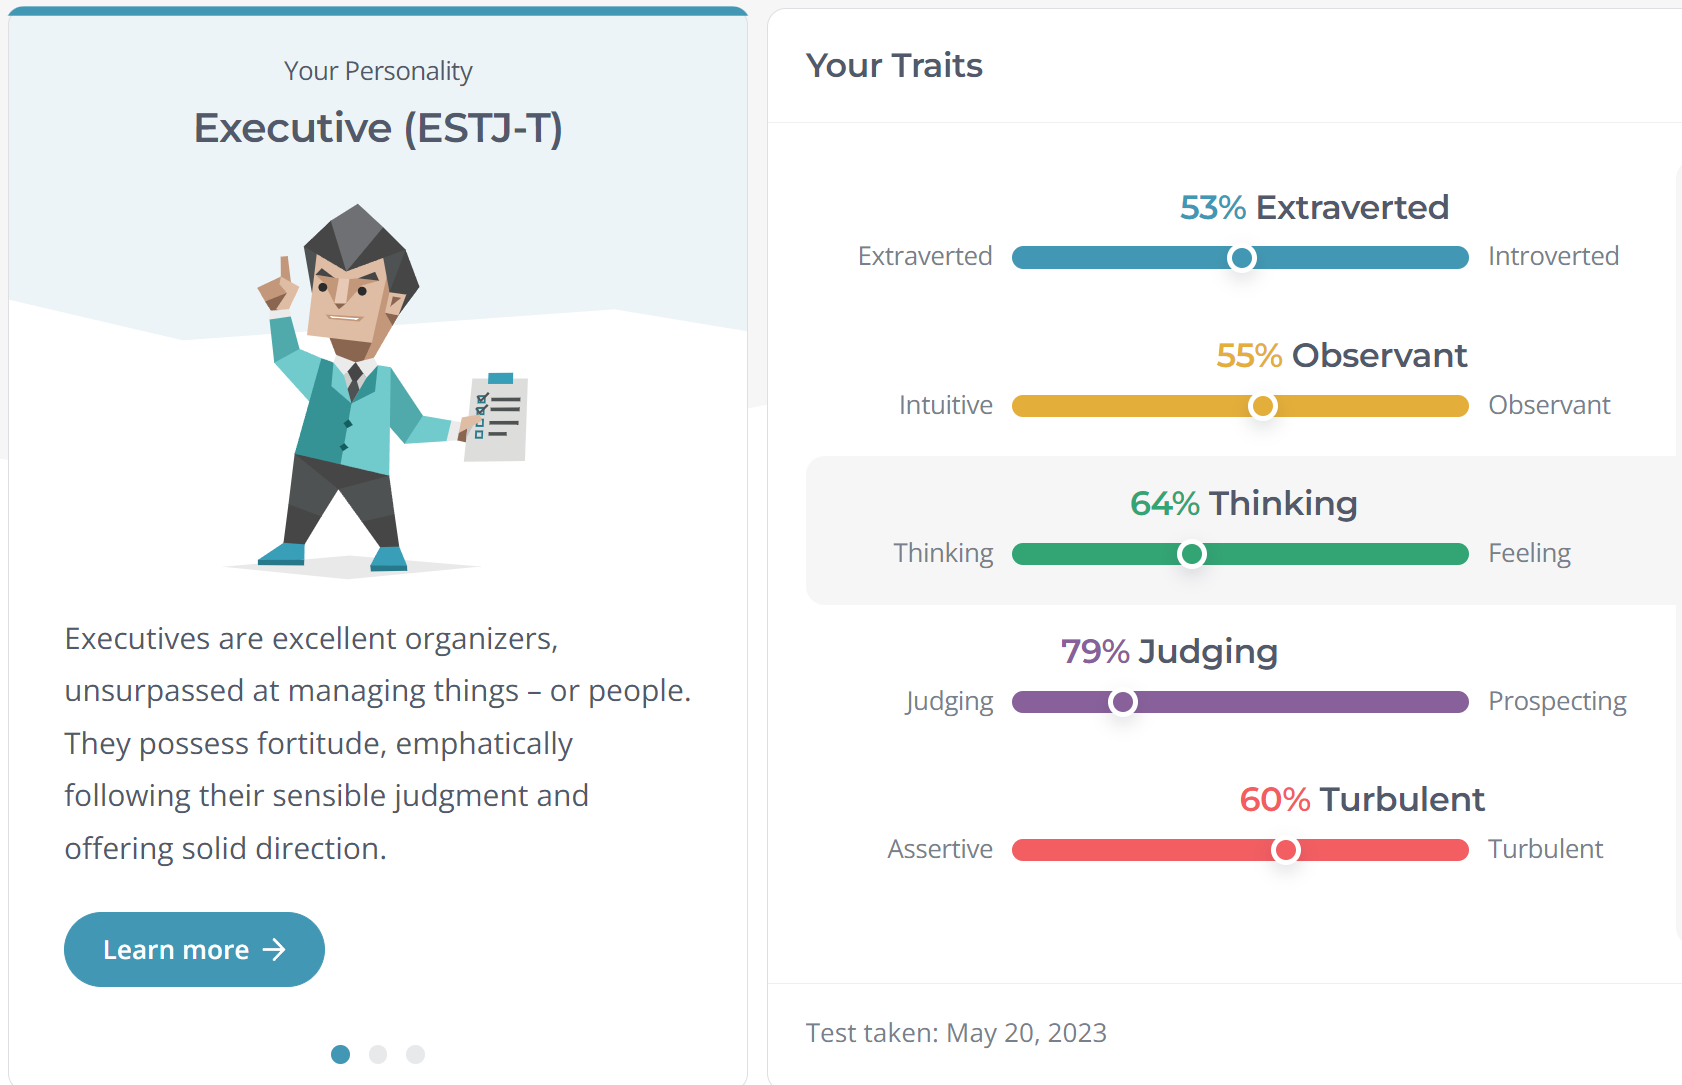 Your Personality
Executive (ESTJ-T)
Executives are excellent organizers,
unsurpassed at managing things – or people.
They possess fortitude, emphatically
following their sensible judgment and
offering solid direction.
Learn more →
Your Traits
53% Extraverted
Extraverted Introverted
55% Observant
Intuitive Observant
64% Thinking
Thinking Feeling
79% Judging
Judging Prospecting
60% Turbulent
Assertive Turbulent
Test taken: May 20, 2023